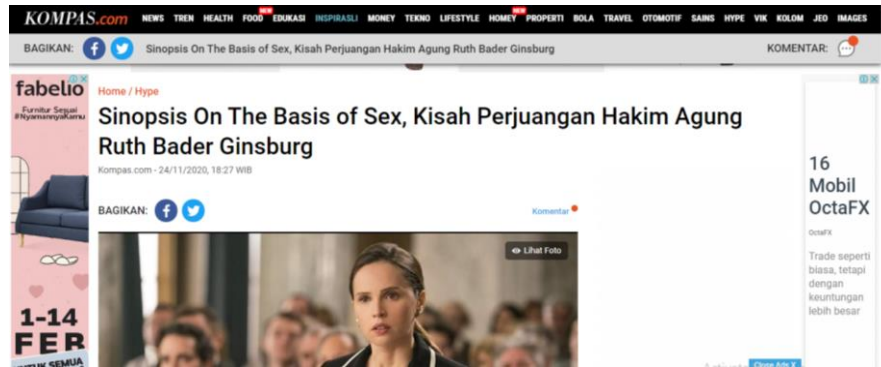 KOMPAS.com NEWS TREN HEALTH FOOD NEW EDUKASI INSPIRASLI MONEY TEKNO LIFESTYLE HOMEY NEW PROPERTI BOLA TRAVEL OTOMOTIF SAINS HYPE VIK KOLOM JEO IMAGES
BAGIKAN: Sinopsis On The Basis of Sex, Kisah Perjuangan Hakim Agung Ruth Bader Ginsburg KOMENTAR:
fabelio
Furnitur Sesuai
#NyamannyaKamu
1-14
FEB
UNTUK SEMUA
Home / Hype
Sinopsis On The Basis of Sex, Kisah Perjuangan Hakim Agung
Ruth Bader Ginsburg
Kompas.com - 24/11/2020, 18:27 WIB
BAGIKAN:
Komentar
Lihat Foto
16
Mobil
OctaFX
OctaFX
Trade seperti
biasa, tetapi
dengan
keuntungan
lebih besar
Close Ads X